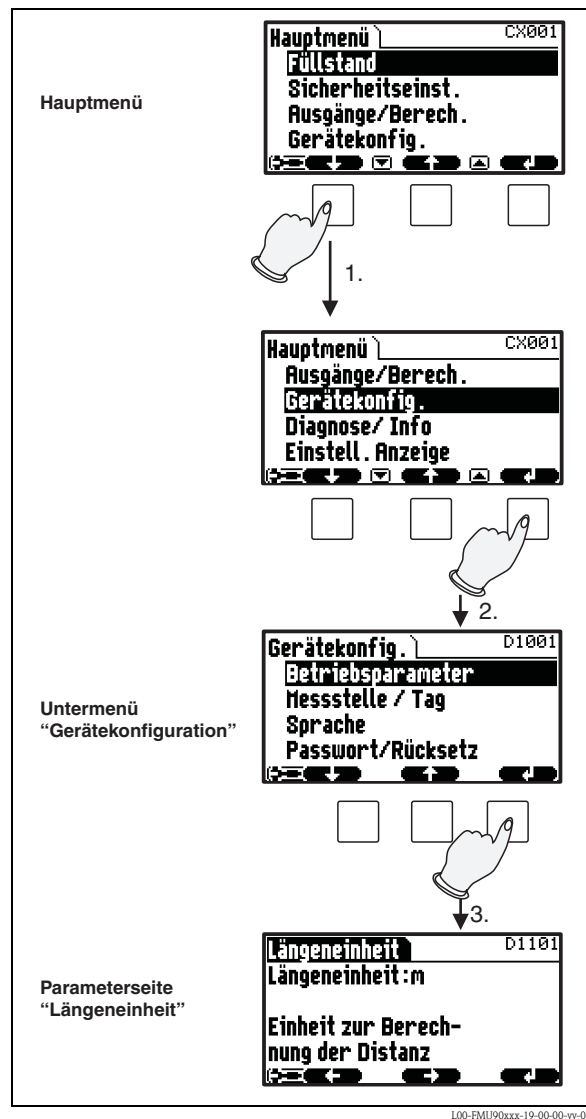 Hauptmenü CX001
Füllstand
Sicherheitseinst.
Ausgänge/Berech.
Gerätekonfig.
Hauptmenü
1.
Hauptmenü CX001
Ausgänge/Berech.
Gerätekonfig.
Diagnose/ Info
Einstell.Anzeige
2.
Gerätekonfig. D1001
Betriebsparameter
Messstelle / Tag
Sprache
Passwort/Rücksetz
Untermenü
“Gerätekonfiguration”
3.
Längeneinheit D1101
Längeneinheit:m
Einheit zur Berech-
nung der Distanz
Parameterseite
“Längeneinheit”
L00-FMU90xxx-19-00-00-yy-0